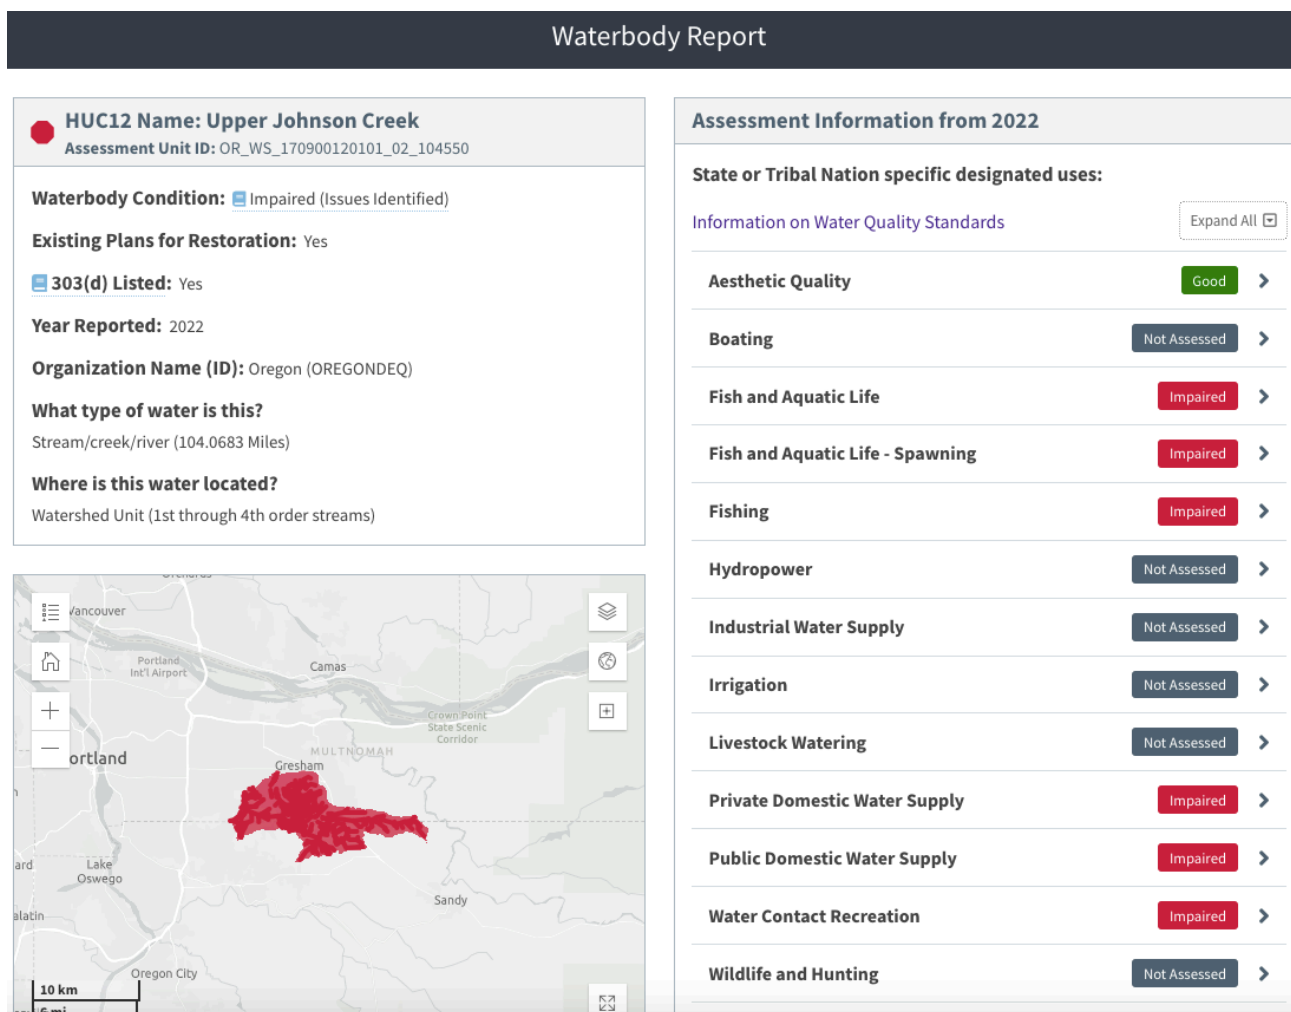 Waterbody Report
HUC12 Name: Upper Johnson Creek
Assessment Unit ID: OR_WS_170900120101_02_104550
Waterbody Condition: Impaired (Issues Identified)
Existing Plans for Restoration: Yes
303(d) Listed: Yes
Year Reported: 2022
Organization Name (ID): Oregon (OREGONDEQ)
What type of water is this?
Stream/creek/river (104.0683 Miles)
Where is this water located?
Watershed Unit (1st through 4th order streams)
Vancouver
Portland
Int'l Airport
Camas
Crown Point
State Scenic
Corridor
MULTNOMAH
ortland
Gresham
ard
Lake
Oswego
Sandy
alatin
Oregon City
10 km
6 mi
Assessment Information from 2022
State or Tribal Nation specific designated uses:
Information on Water Quality Standards
Expand All
Aesthetic Quality Good
Boating Not Assessed
Fish and Aquatic Life Impaired
Fish and Aquatic Life - Spawning Impaired
Fishing Impaired
Hydropower Not Assessed
Industrial Water Supply Not Assessed
Irrigation Not Assessed
Livestock Watering Not Assessed
Private Domestic Water Supply Impaired
Public Domestic Water Supply Impaired
Water Contact Recreation Impaired
Wildlife and Hunting Not Assessed